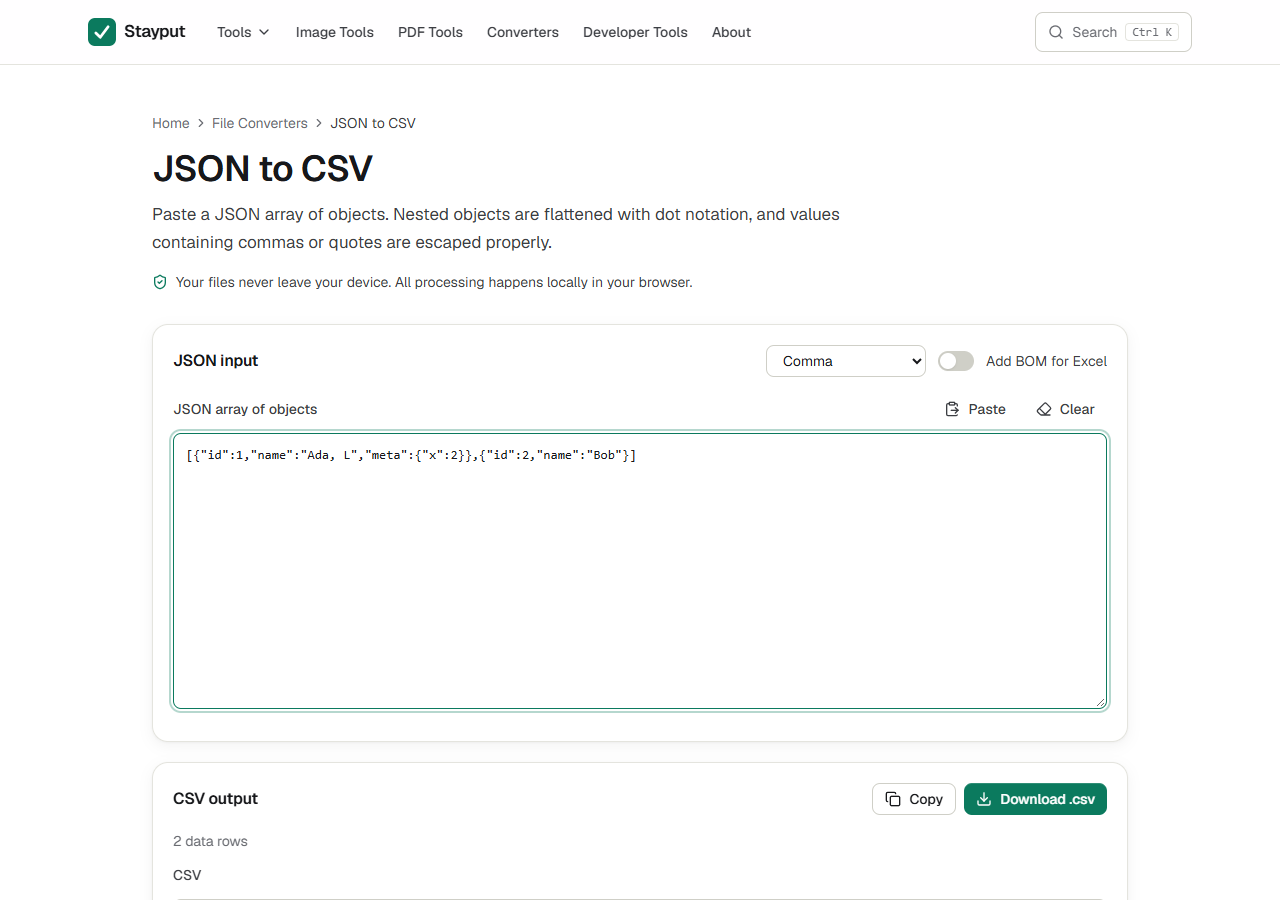 Stayput
Tools
Image Tools
PDF Tools
Converters
Developer Tools
About
Search
Ctrl K
Home > File Converters > JSON to CSV
JSON to CSV
Paste a JSON array of objects. Nested objects are flattened with dot notation, and values
containing commas or quotes are escaped properly.
Your files never leave your device. All processing happens locally in your browser.
JSON input
Comma
Add BOM for Excel
JSON array of objects
Paste
Clear
[{"id":1,"name":"Ada, L","meta":{"x":2}},{"id":2,"name":"Bob"}]
CSV output
Copy
Download .csv
2 data rows
CSV